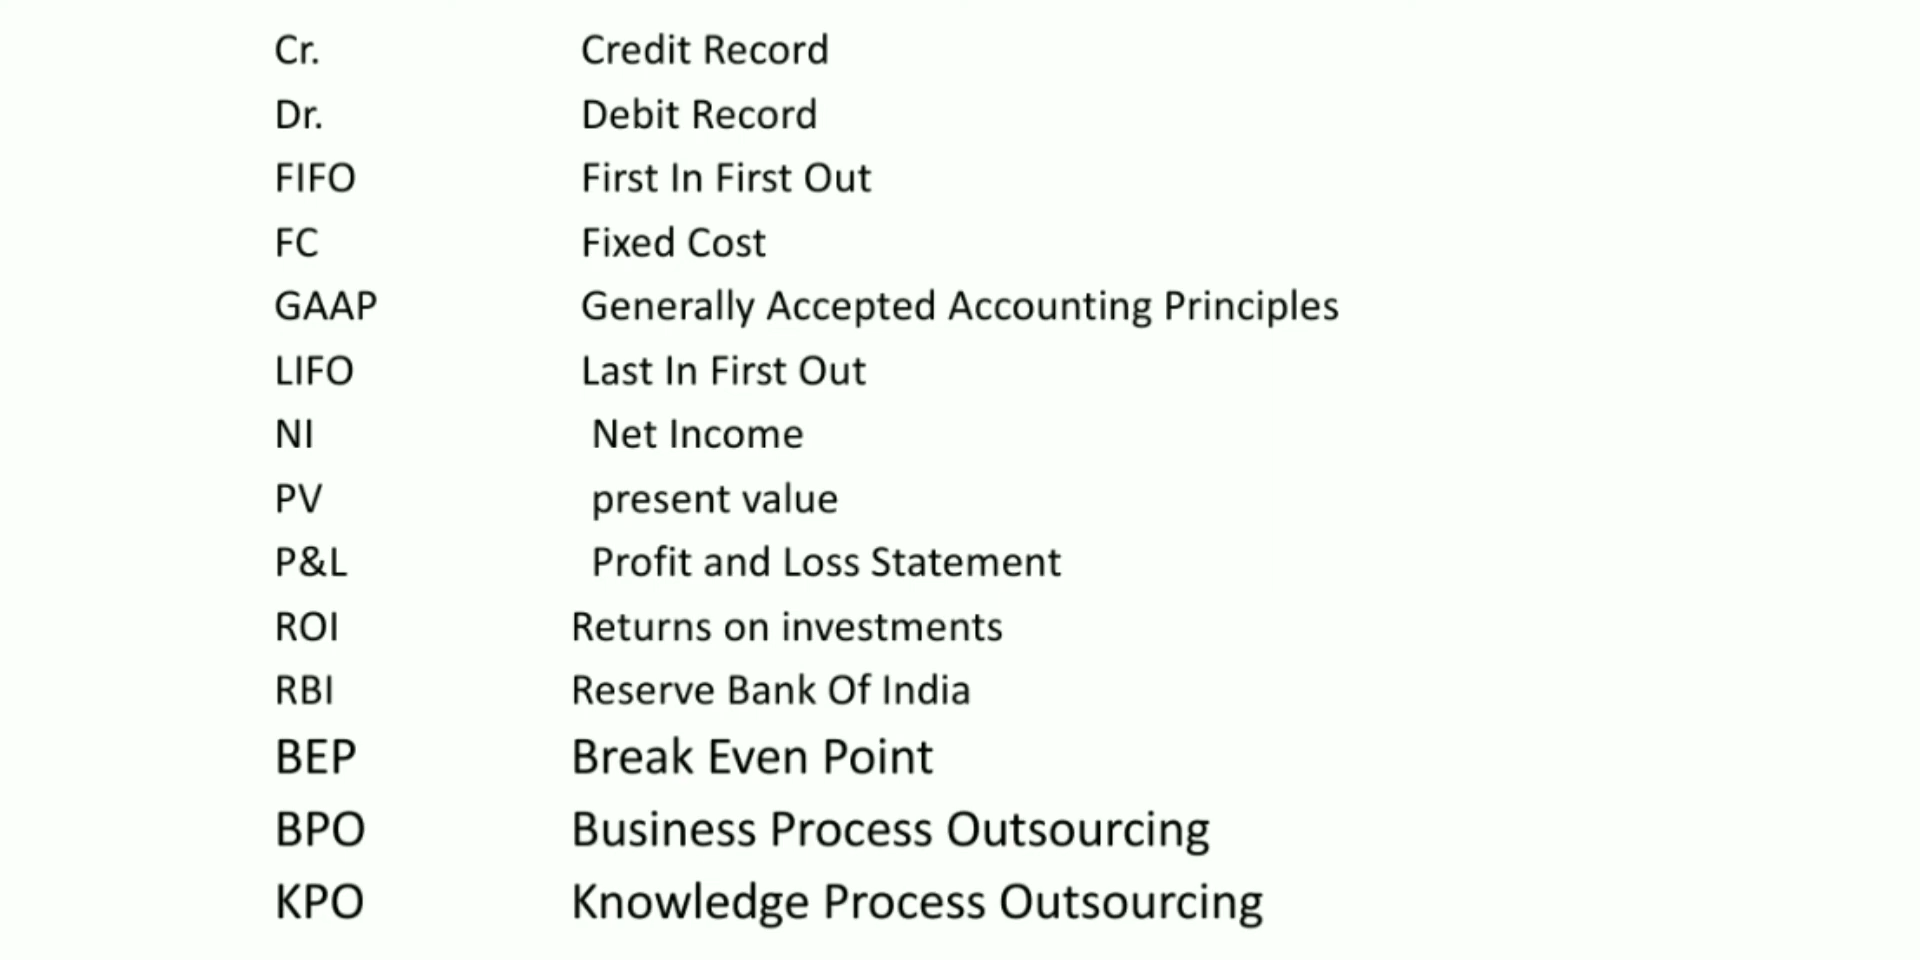 Cr. Credit Record
Dr. Debit Record
FIFO First In First Out
FC Fixed Cost
GAAP Generally Accepted Accounting Principles
LIFO Last In First Out
NI Net Income
PV present value
P&L Profit and Loss Statement
ROI Returns on investments
RBI Reserve Bank Of India
BEP Break Even Point
BPO Business Process Outsourcing
KPO Knowledge Process Outsourcing